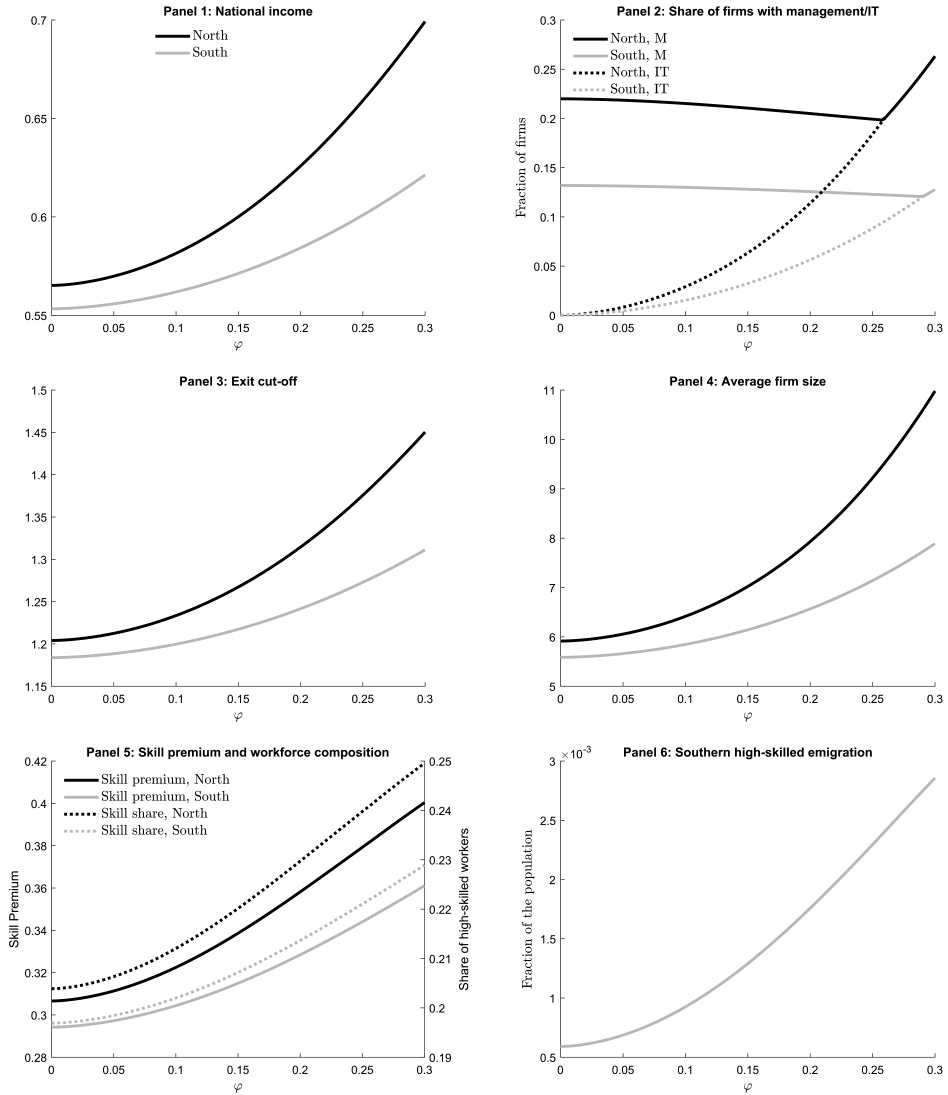 Panel 1: National income
North
South
0.7
0.65
0.6
0.55
0 0.05 0.1 0.15 0.2 0.25 0.3
φ
Panel 2: Share of firms with management/IT
North, M
South, M
North, IT
South, IT
Fraction of firms
0.3
0.25
0.2
0.15
0.1
0.05
0
0 0.05 0.1 0.15 0.2 0.25 0.3
φ
Panel 3: Exit cut-off
1.5
1.45
1.4
1.35
1.3
1.25
1.2
1.15
0 0.05 0.1 0.15 0.2 0.25 0.3
φ
Panel 4: Average firm size
11
10
9
8
7
6
5
0 0.05 0.1 0.15 0.2 0.25 0.3
φ
Panel 5: Skill premium and workforce composition
Skill premium, North
Skill premium, South
Skill share, North
Skill share, South
Skill Premium
0.42
0.4
0.38
0.36
0.34
0.32
0.3
0.28
0 0.05 0.1 0.15 0.2 0.25 0.3
φ
0.25
0.24
0.23
0.22
0.21
0.2
0.19
Share of high-skilled workers
Panel 6: Southern high-skilled emigration
×10⁻³
Fraction of the population
3
2.5
2
1.5
1
0.5
0 0.05 0.1 0.15 0.2 0.25 0.3
φ